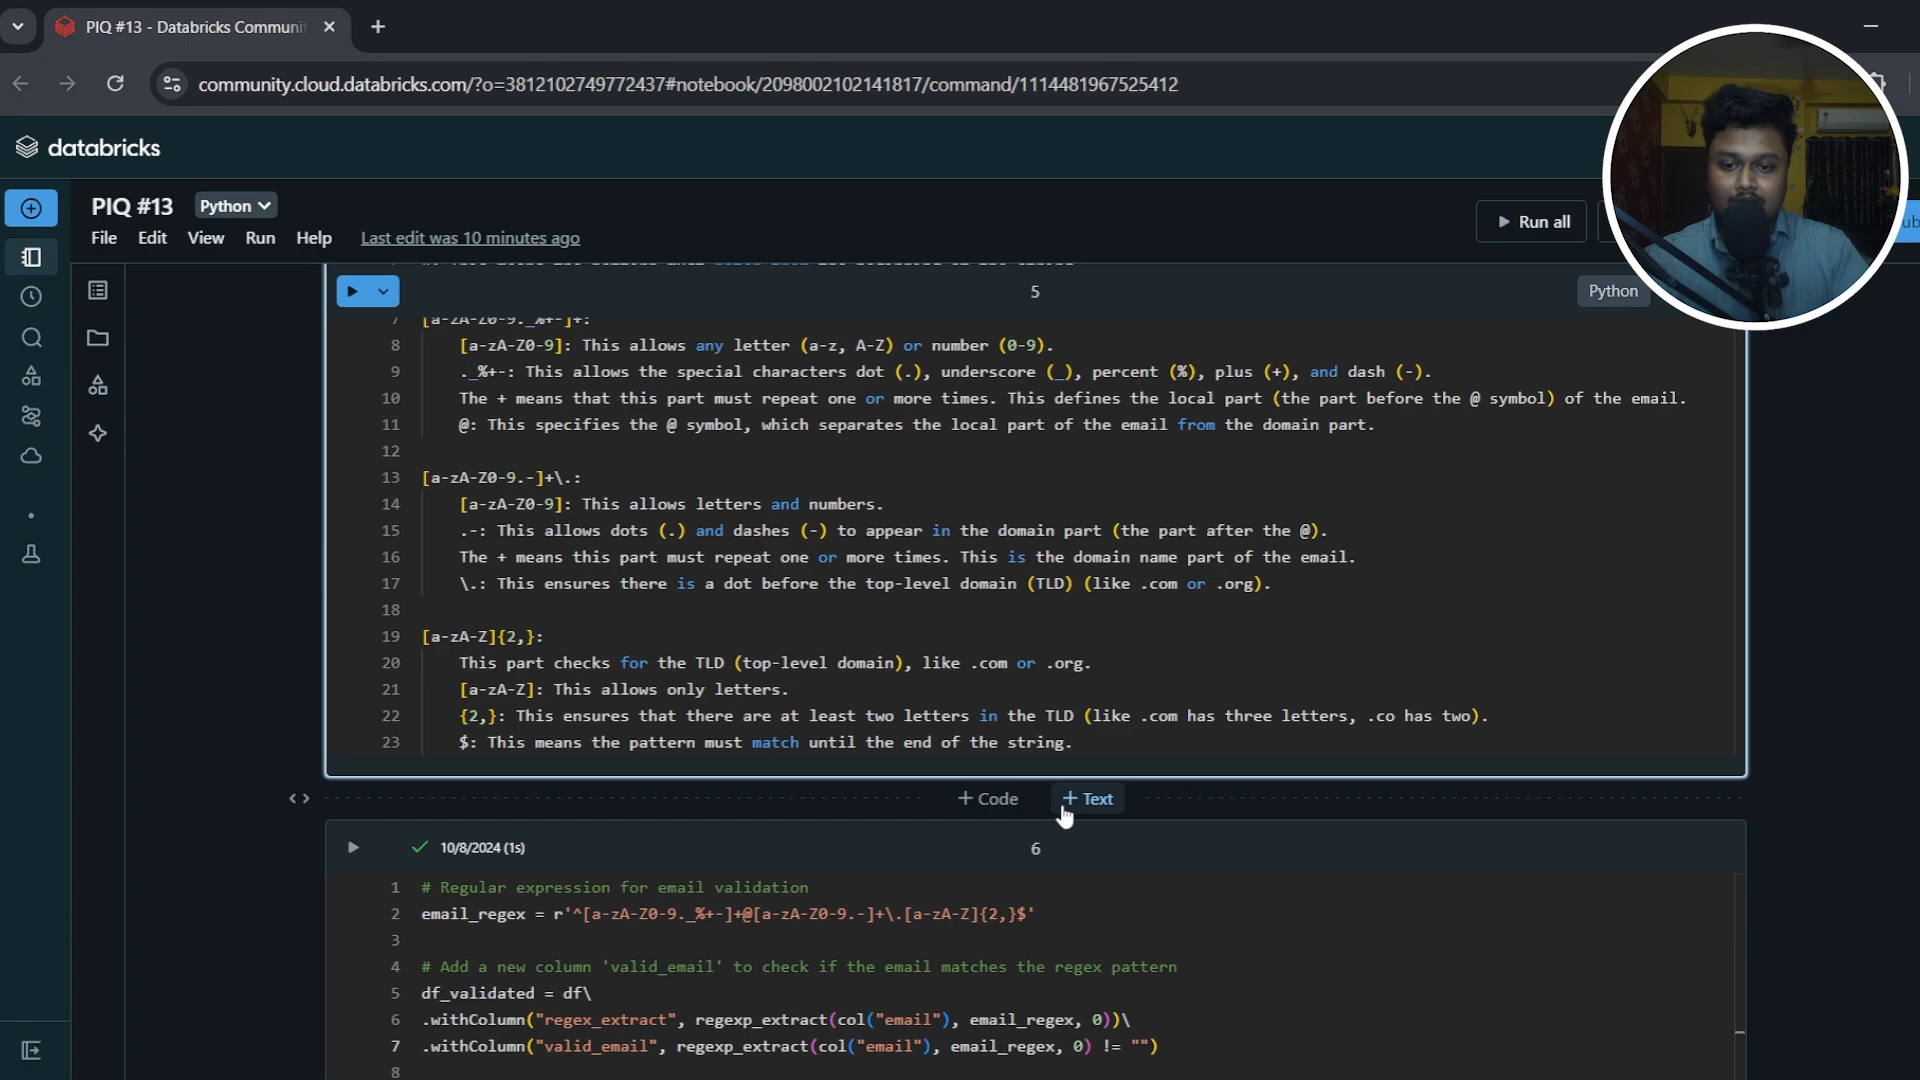 PIQ #13 - Databricks Communi
community.cloud.databricks.com/?o=3812102749772437#notebook/2098002102141817/command/1114481967525412
databricks
PIQ #13 Python
File Edit View Run Help Last edit was 10 minutes ago
Run all
5
Python
7 [a-zA-Z0-9._%+-]+:
8 [a-zA-Z0-9]: This allows any letter (a-z, A-Z) or number (0-9).
9 ._%+-: This allows the special characters dot (.), underscore (_), percent (%), plus (+), and dash (-).
10 The + means that this part must repeat one or more times. This defines the local part (the part before the @ symbol) of the email.
11 @: This specifies the @ symbol, which separates the local part of the email from the domain part.
12
13 [a-zA-Z0-9.-]+\.:
14 [a-zA-Z0-9]: This allows letters and numbers.
15 .-: This allows dots (.) and dashes (-) to appear in the domain part (the part after the @).
16 The + means this part must repeat one or more times. This is the domain name part of the email.
17 \.: This ensures there is a dot before the top-level domain (TLD) (like .com or .org).
18
19 [a-zA-Z]{2,}:
20 This part checks for the TLD (top-level domain), like .com or .org.
21 [a-zA-Z]: This allows only letters.
22 {2,}: This ensures that there are at least two letters in the TLD (like .com has three letters, .co has two).
23 $: This means the pattern must match until the end of the string.
+ Code + Text
10/8/2024 (1s)
6
1 # Regular expression for email validation
2 email_regex = r'^[a-zA-Z0-9._%+-]+@[a-zA-Z0-9.-]+\.[a-zA-Z]{2,}$'
3
4 # Add a new column 'valid_email' to check if the email matches the regex pattern
5 df_validated = df\
6 .withColumn("regex_extract", regexp_extract(col("email"), email_regex, 0))\
7 .withColumn("valid_email", regexp_extract(col("email"), email_regex, 0) != "")
8